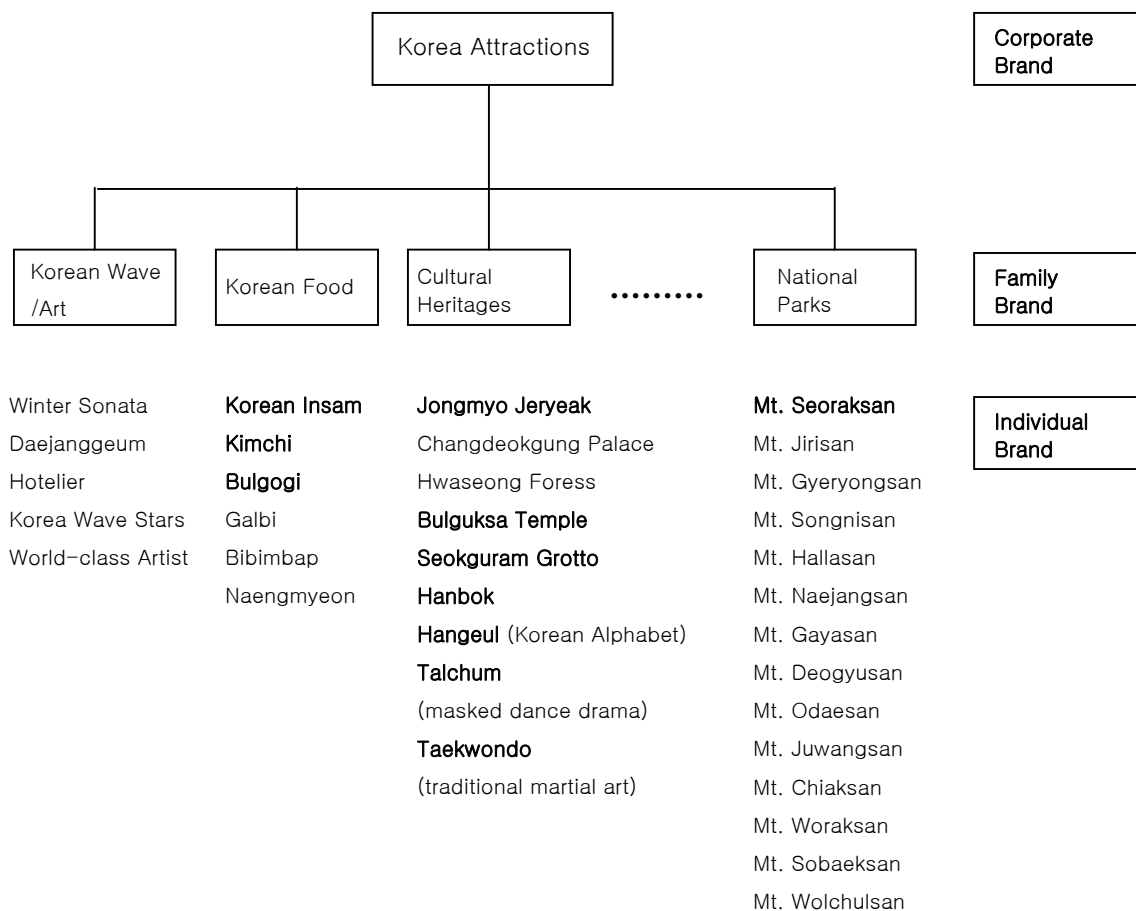 Korea Attractions
Corporate
Brand
Korean Wave
/Art
Korean Food
Cultural
Heritages
.........
National
Parks
Family
Brand
Winter Sonata
Daejanggeum
Hotelier
Korea Wave Stars
World-class Artist
Korean Insam
Kimchi
Bulgogi
Galbi
Bibimbap
Naengmyeon
Jongmyo Jeryeak
Changdeokgung Palace
Hwaseong Foress
Bulguksa Temple
Seokguram Grotto
Hanbok
Hangeul (Korean Alphabet)
Talchum
(masked dance drama)
Taekwondo
(traditional martial art)
Mt. Seoraksan
Mt. Jirisan
Mt. Gyeryongsan
Mt. Songnisan
Mt. Hallasan
Mt. Naejangsan
Mt. Gayasan
Mt. Deogyusan
Mt. Odaesan
Mt. Juwangsan
Mt. Chiaksan
Mt. Woraksan
Mt. Sobaeksan
Mt. Wolchulsan
Individual
Brand